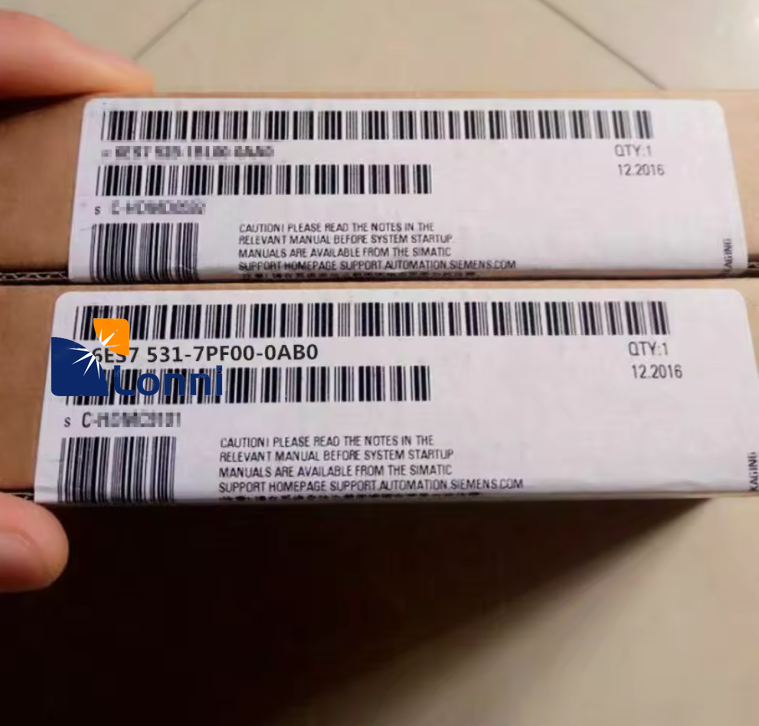 QTY:1
12.2016
S
CAUTION! PLEASE READ THE NOTES IN THE
RELEVANT MANUAL BEFORE SYSTEM STARTUP.
MANUALS ARE AVAILABLE FROM THE SIMATIC
SUPPORT HOMEPAGE SUPPORT.AUTOMATION.SIEMENS.COM
6ES7 531-7PF00-0AB0
QTY:1
12.2016
Lonni
S
CAUTION! PLEASE READ THE NOTES IN THE
RELEVANT MANUAL BEFORE SYSTEM STARTUP
MANUALS ARE AVAILABLE FROM THE SIMATIC
SUPPORT HOMEPAGE SUPPORT.AUTOMATION.SIEMENS.COM